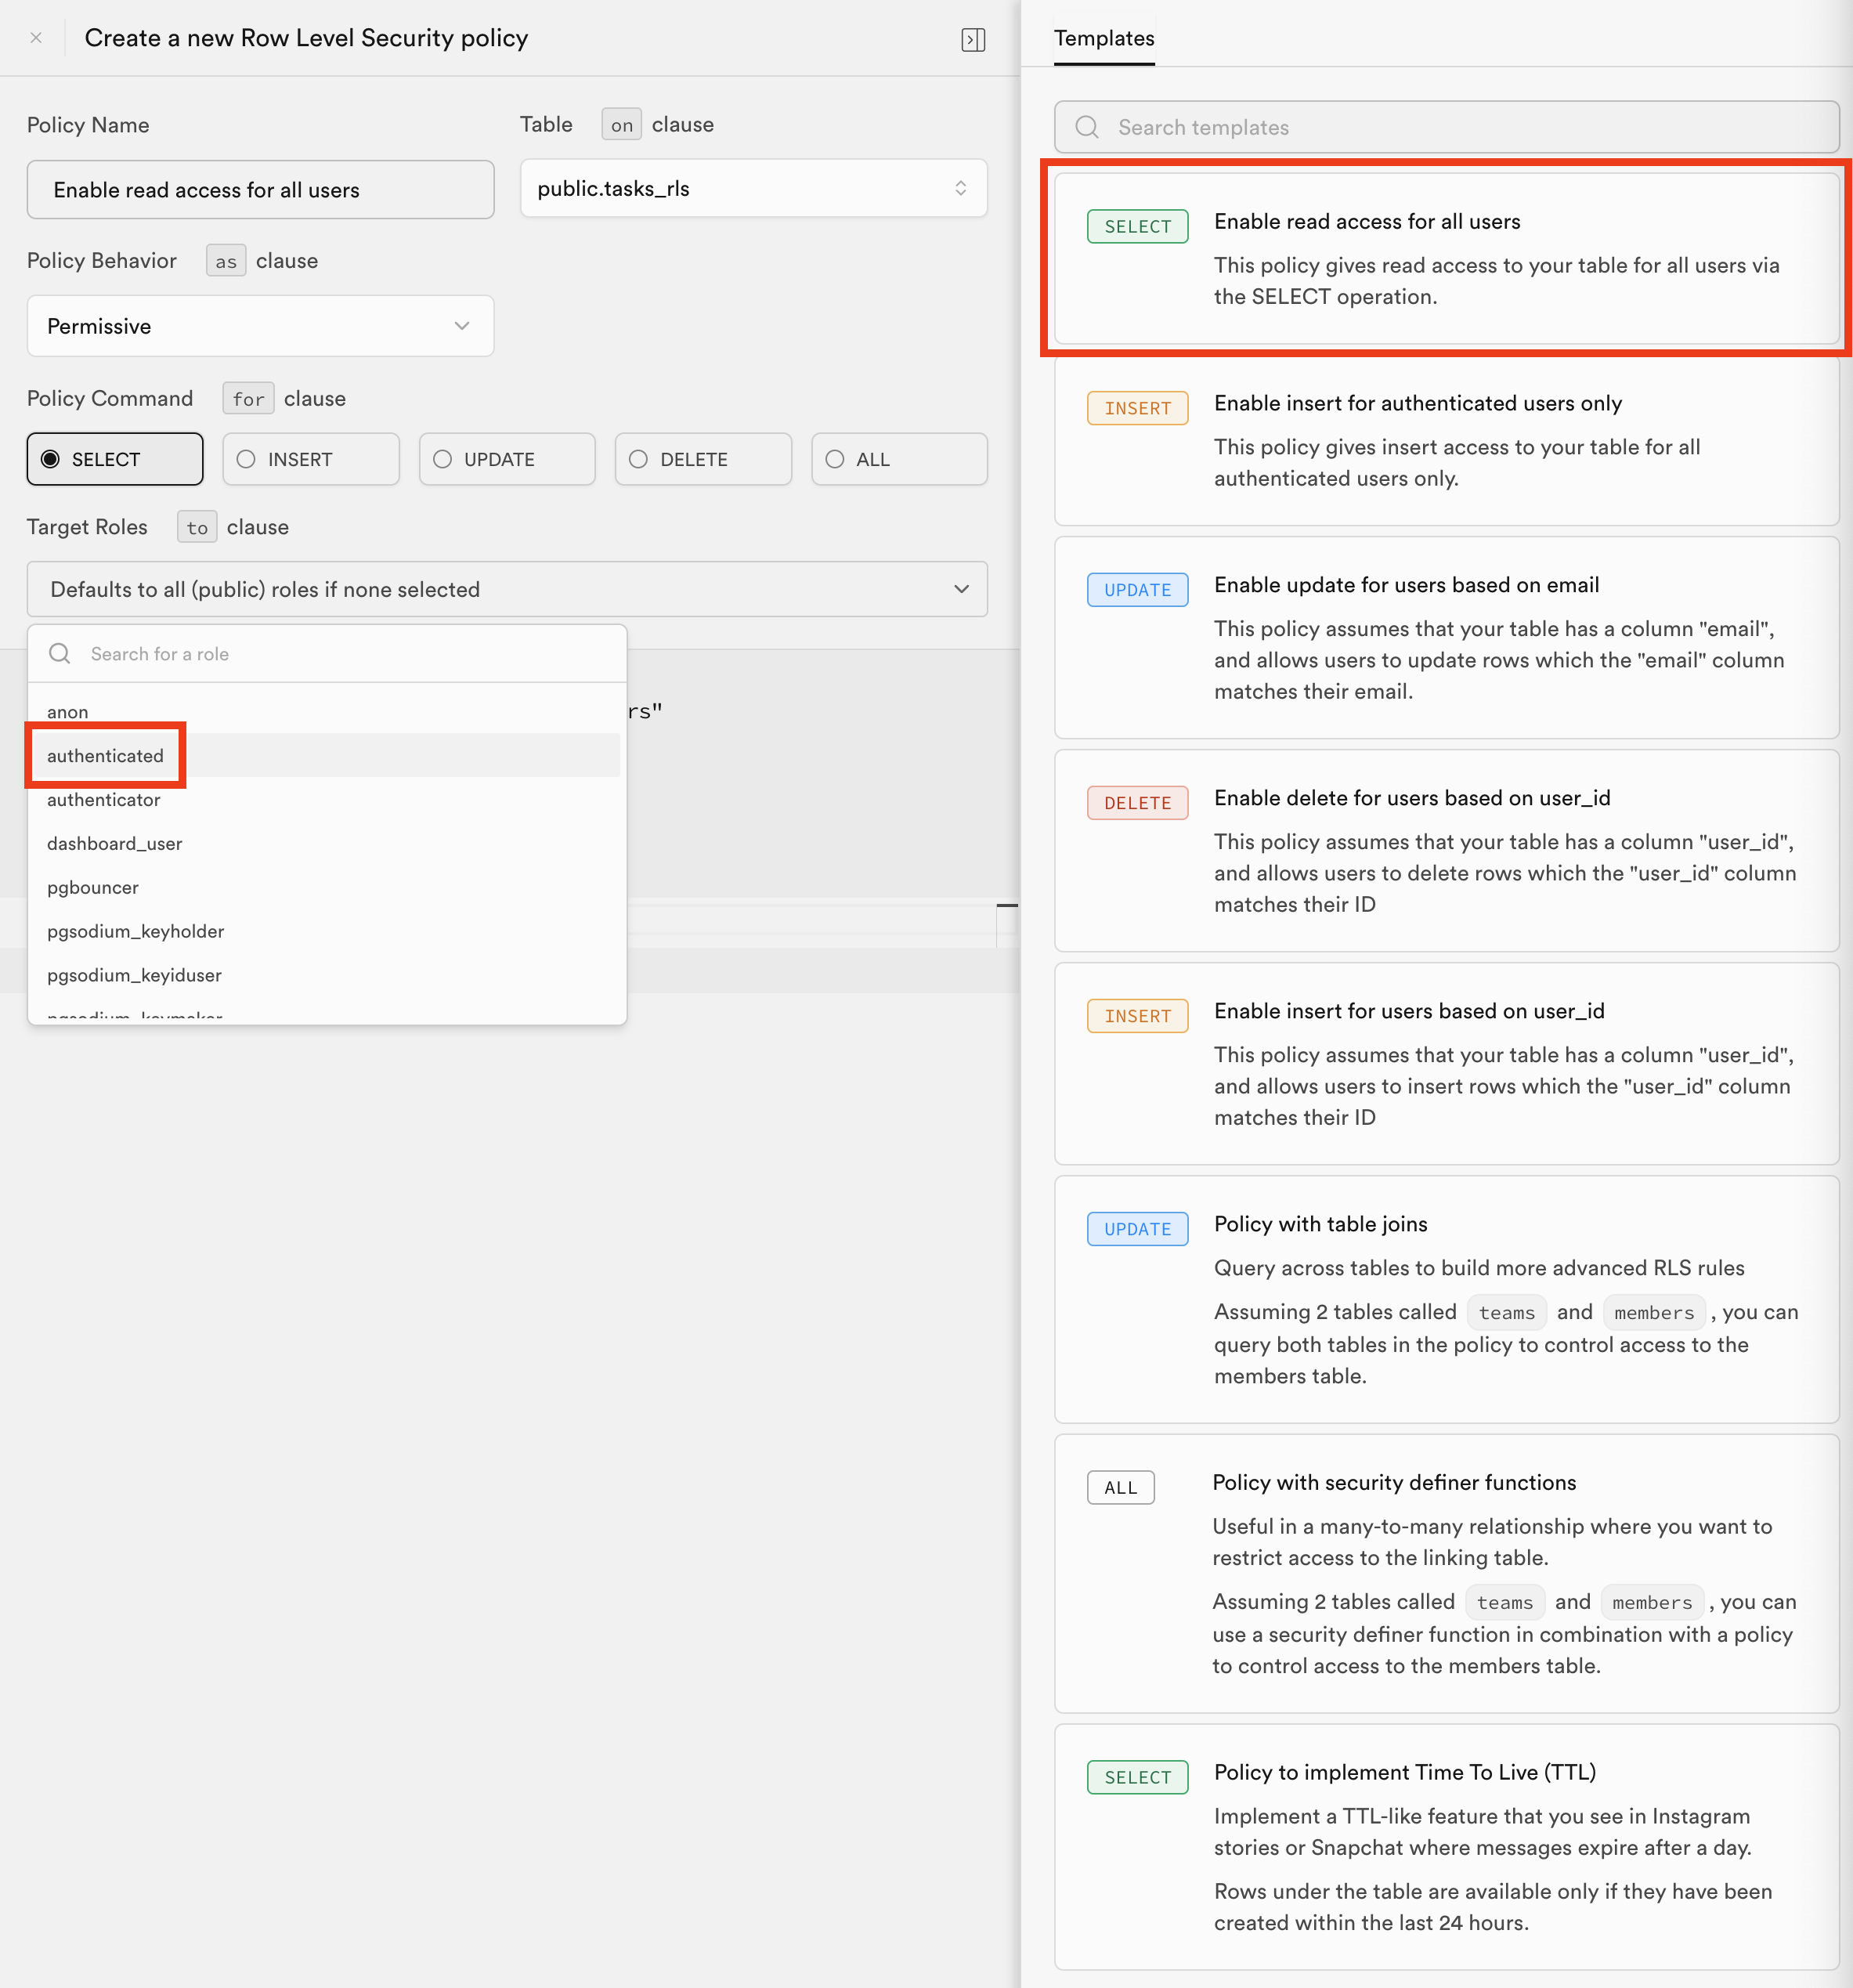 Create a new Row Level Security policy
Policy Name
Table on clause
Enable read access for all users
public.tasks_rls
Policy Behavior as clause
Permissive
Policy Command for clause
SELECT INSERT UPDATE DELETE ALL
Target Roles to clause
Defaults to all (public) roles if none selected
Search for a role
anon
authenticated
authenticator
dashboard_user
pgbouncer
pgsodium_keyholder
pgsodium_keyiduser
pgsodium_keymaker
rs"
Templates
Search templates
SELECT
Enable read access for all users
This policy gives read access to your table for all users via
the SELECT operation.
INSERT
Enable insert for authenticated users only
This policy gives insert access to your table for all
authenticated users only.
UPDATE
Enable update for users based on email
This policy assumes that your table has a column "email",
and allows users to update rows which the "email" column
matches their email.
DELETE
Enable delete for users based on user_id
This policy assumes that your table has a column "user_id",
and allows users to delete rows which the "user_id" column
matches their ID
INSERT
Enable insert for users based on user_id
This policy assumes that your table has a column "user_id",
and allows users to insert rows which the "user_id" column
matches their ID
UPDATE
Policy with table joins
Query across tables to build more advanced RLS rules
Assuming 2 tables called teams and members , you can
query both tables in the policy to control access to the
members table.
ALL
Policy with security definer functions
Useful in a many-to-many relationship where you want to
restrict access to the linking table.
Assuming 2 tables called teams and members , you can
use a security definer function in combination with a policy
to control access to the members table.
SELECT
Policy to implement Time To Live (TTL)
Implement a TTL-like feature that you see in Instagram
stories or Snapchat where messages expire after a day.
Rows under the table are available only if they have been
created within the last 24 hours.